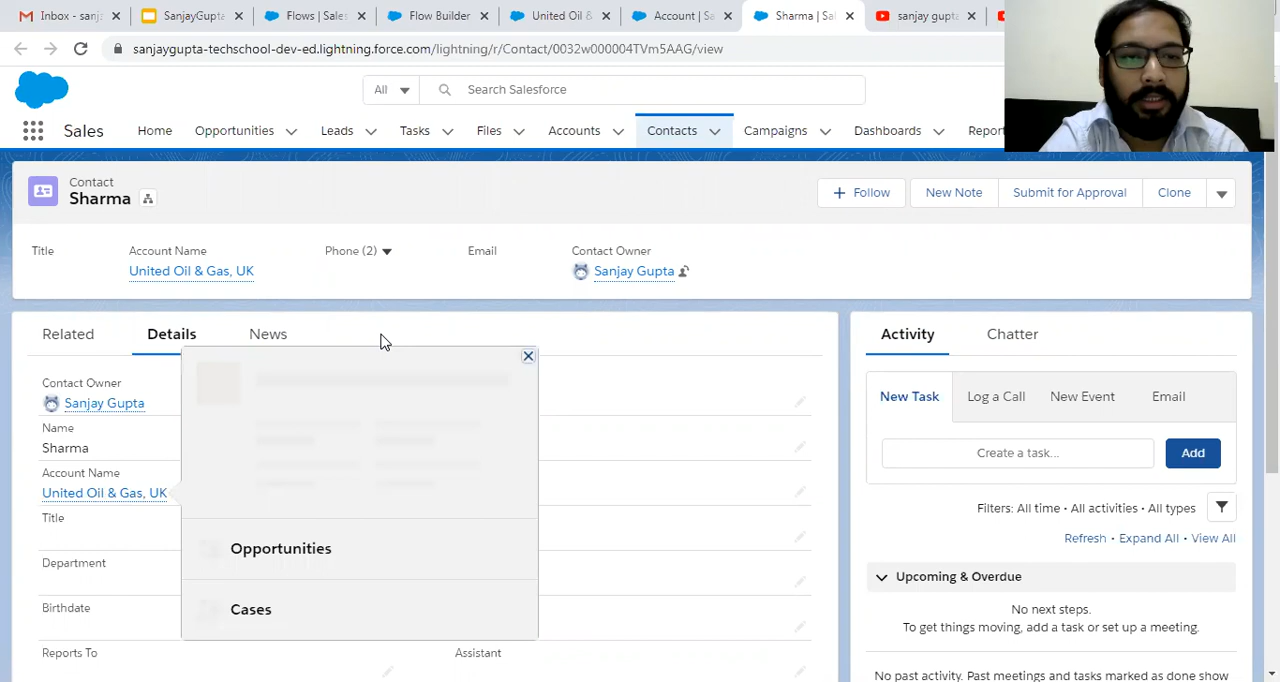 Inbox - sanj
SanjayGupta
Flows | Sales
Flow Builder
United Oil &
Account | Sa
Sharma | Sal
sanjay gupta
sanjaygupta-techschool-dev-ed.lightning.force.com/lightning/r/Contact/0032w000004TVm5AAG/view
All
Search Salesforce
Sales
Home
Opportunities
Leads
Tasks
Files
Accounts
Contacts
Campaigns
Dashboards
Report
Contact
Sharma
Follow
New Note
Submit for Approval
Clone
Title
Account Name
Phone (2)
Email
Contact Owner
United Oil & Gas, UK
Sanjay Gupta
Related
Details
News
Activity
Chatter
Contact Owner
Sanjay Gupta
Name
Sharma
Account Name
United Oil & Gas, UK
Title
Department
Birthdate
Reports To
Assistant
Opportunities
Cases
New Task
Log a Call
New Event
Email
Create a task...
Add
Filters: All time • All activities • All types
Refresh • Expand All • View All
Upcoming & Overdue
No next steps.
To get things moving, add a task or set up a meeting.
No past activity. Past meetings and tasks marked as done show